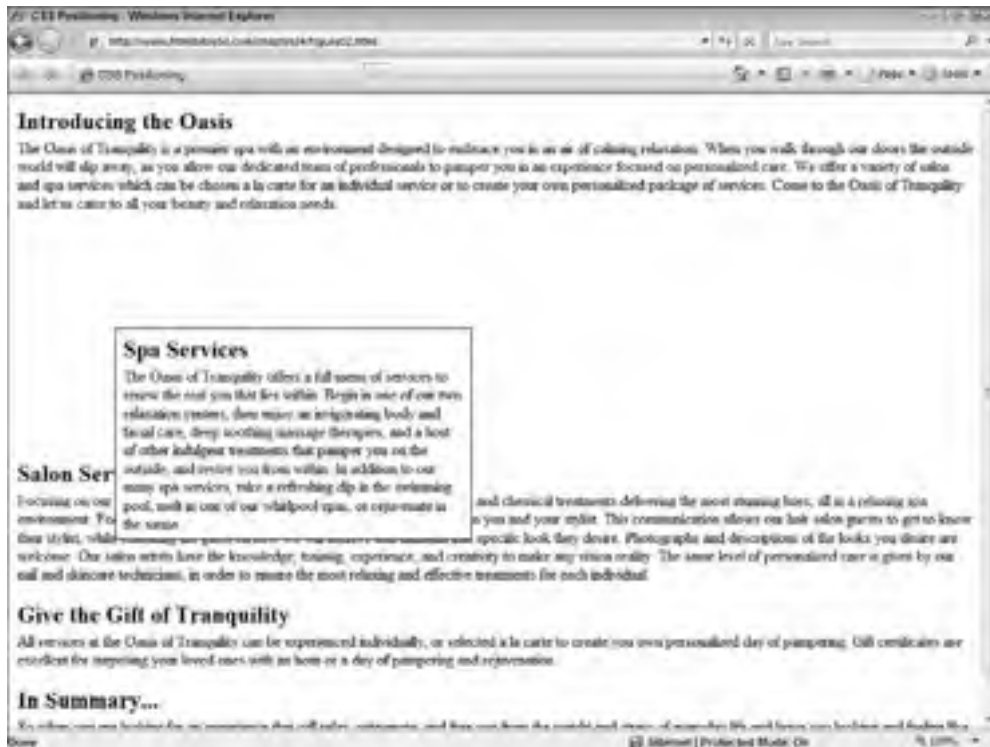 CSS Positioning - Windows Internet Explorer
CSS Positioning
Introducing the Oasis
The Oasis of Tranquility is a premier spa with an environment designed to embrace you in an air of calming relaxation. When you walk through our doors the outside
world will slip away, as you allow our dedicated team of professionals to pamper you in an experience focused on personalized care. We offer a variety of salon
and spa services which can be chosen a la carte for an individual service or to create your own personalized package of services. Come to the Oasis of Tranquility
and let us cater to all your beauty and relaxation needs.
Spa Services
The Oasis of Tranquility offers a full menu of services to
renew the rest you that lies within. Begin in one of our two
relaxation centers, then enjoy an invigorating body and
facial care, deep soothing massage therapies, and a host
of other indulgent treatments that pamper you on the
outside, and revive you from within. In addition to our
many spa services, take a refreshing dip in the swimming
pool, melt in one of our whirlpool spas, or rejuvenate in
the sauna.
Salon Ser
Focusing on our and chemical treatments delivering the most stunning hues, all in a relaxing spa
environment. you and your stylist. This communication allows our hair salon guests to get to know
their stylist, while specific look they desire. Photographs and descriptions of the looks you desire are
welcome. Our salon artists have the knowledge, training, experience, and creativity to make any vision reality. The same level of personalized care is given by our
nail and skincare technicians, in order to ensure the most relaxing and effective treatments for each individual.
Give the Gift of Tranquility
All services at the Oasis of Tranquility can be experienced individually, or selected a la carte to create you own personalized day of pampering. Gift certificates are
excellent for surprising your loved ones with an hour or a day of pampering and rejuvenation.
In Summary...
Done
Internet | Protected Mode: On
100%